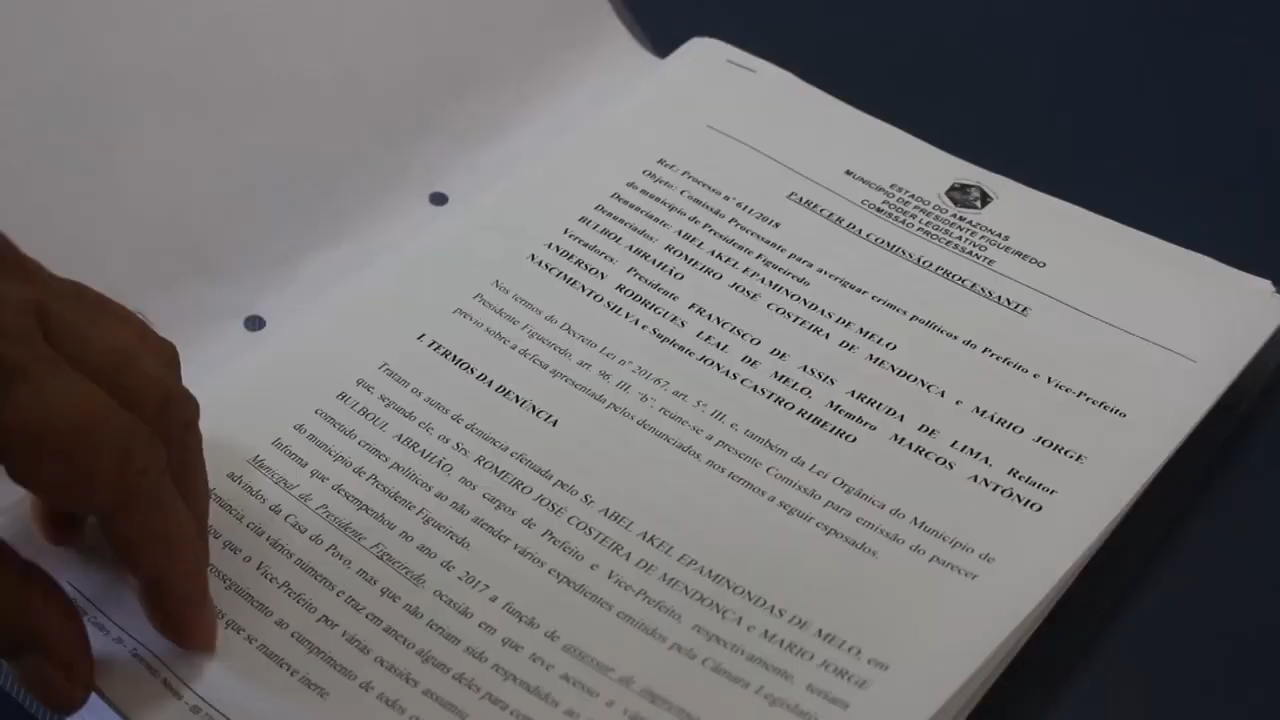 ESTADO DO AMAZONAS
MUNICÍPIO DE PRESIDENTE FIGUEIREDO
PODER LEGISLATIVO
COMISSÃO PROCESSANTE
PARECER DA COMISSÃO PROCESSANTE
Ref.: Processo nº 611/2018
Objeto: Comissão Processante para averiguar crimes políticos do Prefeito e Vice-Prefeito
do município de Presidente Figueiredo
Denunciante: ABEL AKEL EPAMINONDAS DE MELO
Denunciados: ROMEIRO JOSÉ COSTEIRA DE MENDONÇA e MÁRIO JORGE
BULBOL ABRAHÃO
Vereadores: Presidente FRANCISCO DE ASSIS ARRUDA DE LIMA, Relator
ANDERSON RODRIGUES LEAL DE MELO, Membro MARCOS ANTÔNIO
NASCIMENTO SILVA e Suplente JONAS CASTRO RIBEIRO
Nos termos do Decreto Lei nº 201/67, art. 5º, III, e, também da Lei Orgânica do Município de
Presidente Figueiredo, art. 96, III, "b", reúne-se a presente Comissão para emissão do parecer
prévio sobre a defesa apresentada pelos denunciados, nos termos a seguir esposados.
I. TERMOS DA DENÚNCIA
Tratam os autos de denúncia efetuada pelo Sr. ABEL AKEL EPAMINONDAS DE MELO, em
que, segundo ele, os Srs. ROMEIRO JOSÉ COSTEIRA DE MENDONÇA e MARIO JORGE
BULBOUL ABRAHÃO, nos cargos de Prefeito e Vice-Prefeito, respectivamente, teriam
cometido crimes políticos ao não atender vários expedientes emitidos pela Câmara Legislativa
do município de Presidente Figueiredo.
Informa que desempenhou no ano de 2017 a função de assessor de
Municipal de Presidente Figueiredo, ocasião em que teve acesso a
advindos da Casa do Povo, mas que não teriam sido respondidos
denúncia, cita vários números e traz em anexo alguns deles para
que o Vice-Prefeito por várias ocasiões assumiu
prosseguimento ao cumprimento de todos
mas que se manteve inerte.